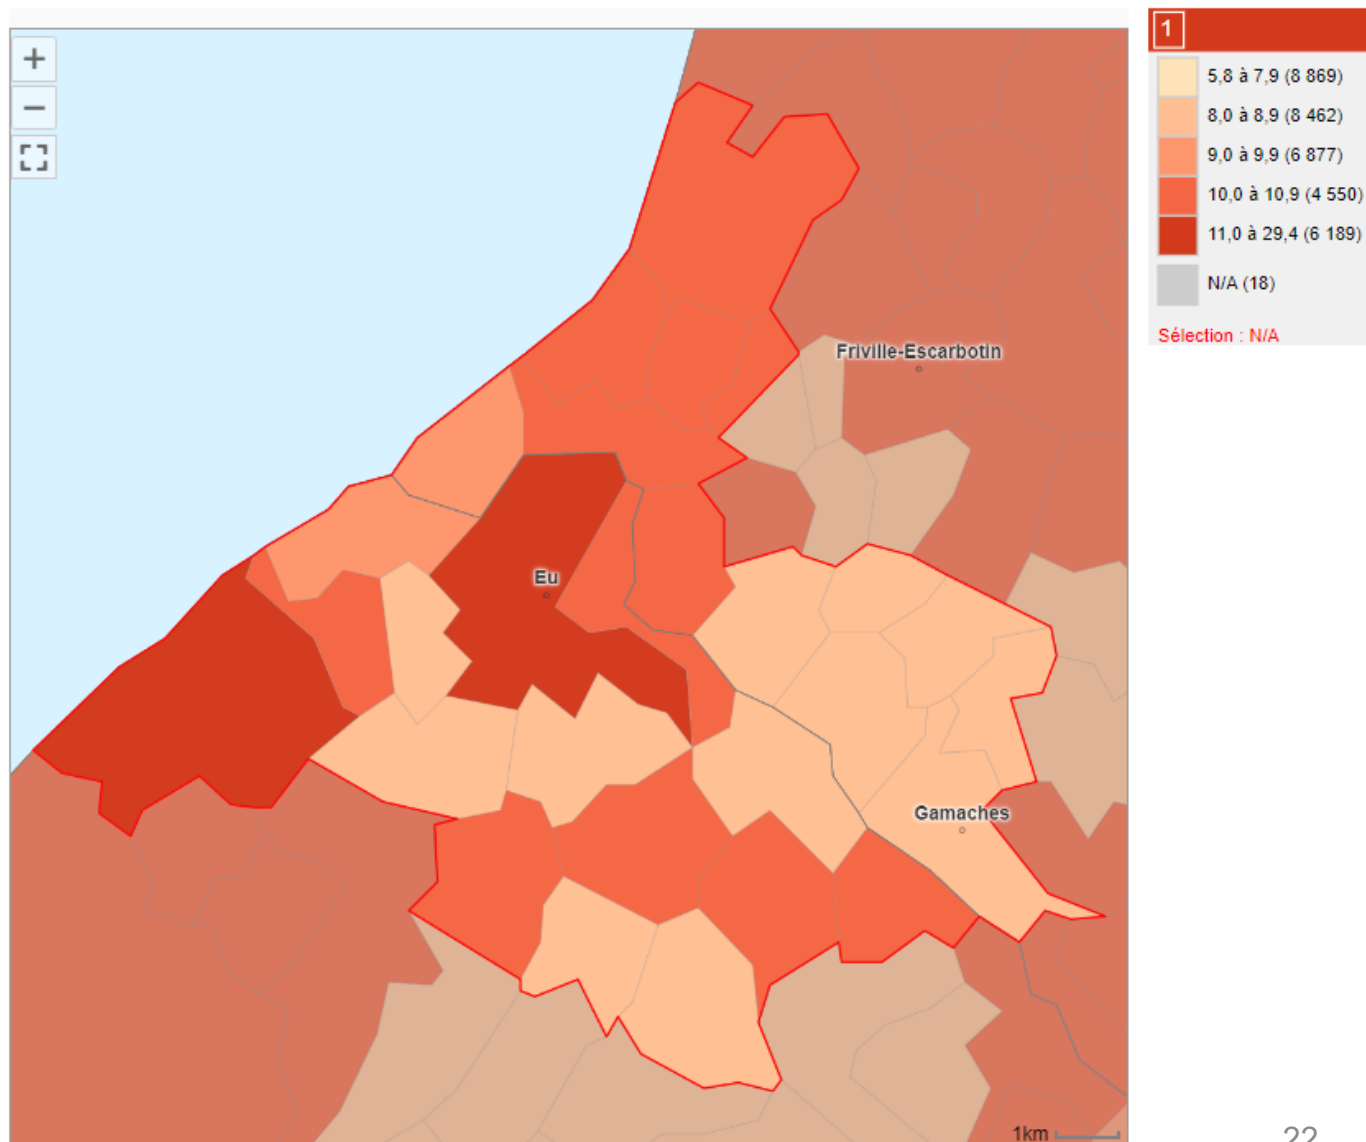 +
−
1
5,8 à 7,9 (8 869)
8,0 à 8,9 (8 462)
9,0 à 9,9 (6 877)
10,0 à 10,9 (4 550)
11,0 à 29,4 (6 189)
N/A (18)
Sélection : N/A
Friville-Escarbotin
Eu
Gamaches
1km
22